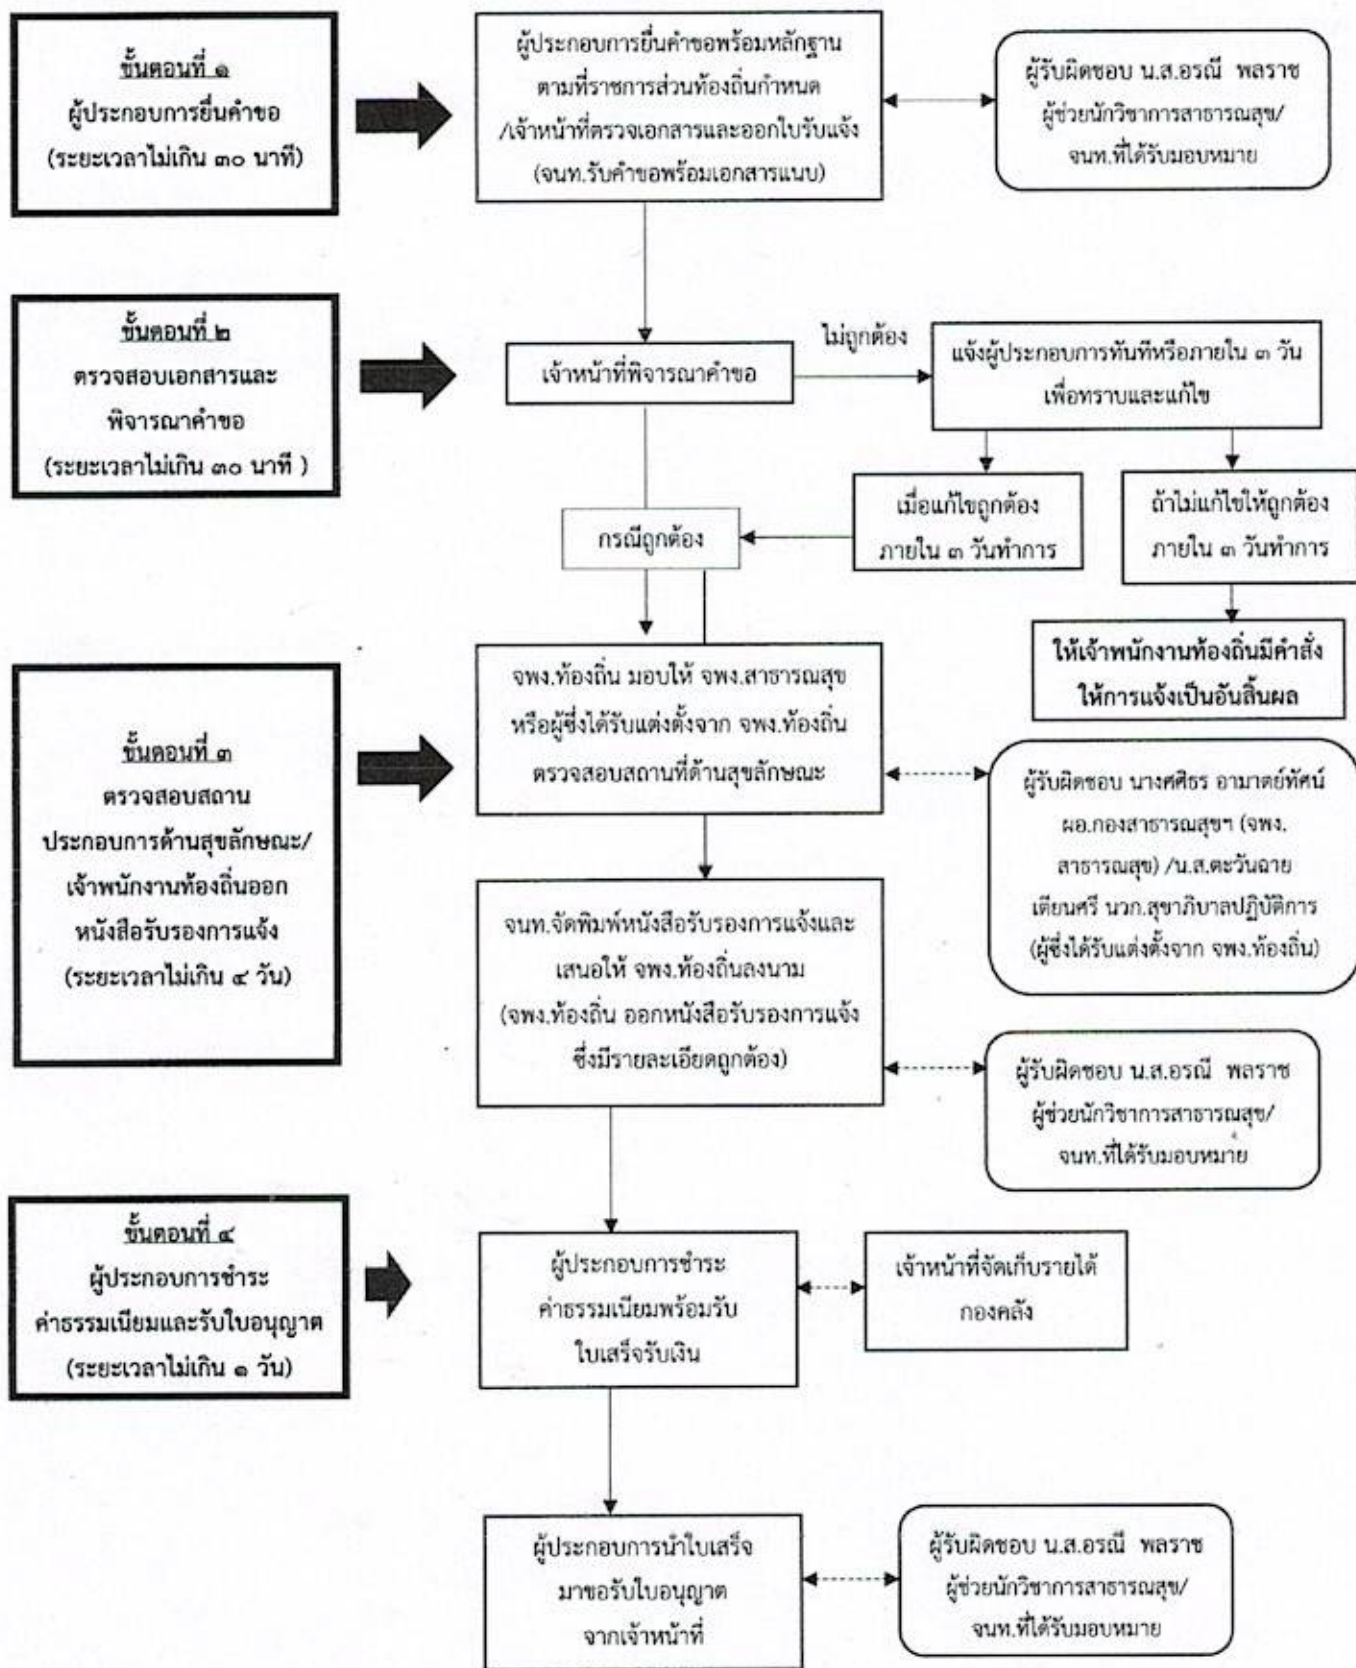 ขั้นตอนที่ ๑
ผู้ประกอบการยื่นคำขอ
(ระยะเวลาไม่เกิน ๓๐ นาที)
ผู้ประกอบการยื่นคำขอพร้อมหลักฐาน
ตามที่ราชการส่วนท้องถิ่นกำหนด
/เจ้าหน้าที่ตรวจเอกสารและออกใบรับแจ้ง
(จนท.รับคำขอพร้อมเอกสารแนบ)
ผู้รับผิดชอบ น.ส.อรณี พลราช
ผู้ช่วยนักวิชาการสาธารณสุข/
จนท.ที่ได้รับมอบหมาย
ขั้นตอนที่ ๒
ตรวจสอบเอกสารและ
พิจารณาคำขอ
(ระยะเวลาไม่เกิน ๓๐ นาที )
เจ้าหน้าที่พิจารณาคำขอ
ไม่ถูกต้อง
แจ้งผู้ประกอบการทันทีหรือภายใน ๓ วัน
เพื่อทราบและแก้ไข
กรณีถูกต้อง
เมื่อแก้ไขถูกต้อง
ภายใน ๓ วันทำการ
ถ้าไม่แก้ไขให้ถูกต้อง
ภายใน ๓ วันทำการ
ให้เจ้าพนักงานท้องถิ่นมีคำสั่ง
ให้การแจ้งเป็นอันสิ้นผล
ขั้นตอนที่ ๓
ตรวจสอบสถาน
ประกอบการด้านสุขลักษณะ/
เจ้าพนักงานท้องถิ่นออก
หนังสือรับรองการแจ้ง
(ระยะเวลาไม่เกิน ๔ วัน)
จพง.ท้องถิ่น มอบให้ จพง.สาธารณสุข
หรือผู้ซึ่งได้รับแต่งตั้งจาก จพง.ท้องถิ่น
ตรวจสอบสถานที่ด้านสุขลักษณะ
ผู้รับผิดชอบ นางศศิธร อามาตย์ทัศน์
ผอ.กองสาธารณสุขฯ (จพง.
สาธารณสุข) /น.ส.ตะวันฉาย
เตียนศรี นวก.สุขาภิบาลปฏิบัติการ
(ผู้ซึ่งได้รับแต่งตั้งจาก จพง.ท้องถิ่น)
จนท.จัดพิมพ์หนังสือรับรองการแจ้งและ
เสนอให้ จพง.ท้องถิ่นลงนาม
(จพง.ท้องถิ่น ออกหนังสือรับรองการแจ้ง
ซึ่งมีรายละเอียดถูกต้อง)
ผู้รับผิดชอบ น.ส.อรณี พลราช
ผู้ช่วยนักวิชาการสาธารณสุข/
จนท.ที่ได้รับมอบหมาย
ขั้นตอนที่ ๔
ผู้ประกอบการชำระ
ค่าธรรมเนียมและรับใบอนุญาต
(ระยะเวลาไม่เกิน ๑ วัน)
ผู้ประกอบการชำระ
ค่าธรรมเนียมพร้อมรับ
ใบเสร็จรับเงิน
เจ้าหน้าที่จัดเก็บรายได้
กองคลัง
ผู้ประกอบการนำใบเสร็จ
มาขอรับใบอนุญาต
จากเจ้าหน้าที่
ผู้รับผิดชอบ น.ส.อรณี พลราช
ผู้ช่วยนักวิชาการสาธารณสุข/
จนท.ที่ได้รับมอบหมาย